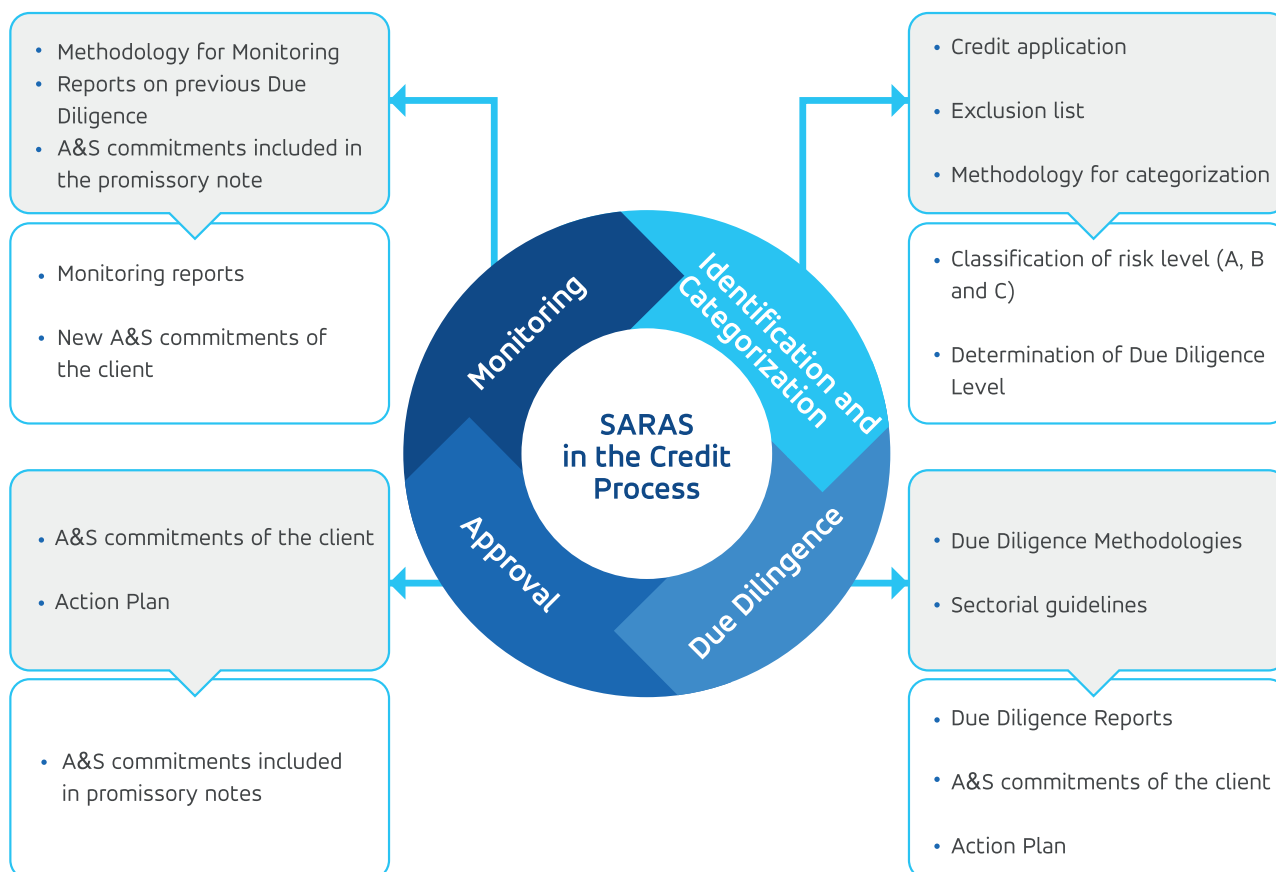 • Methodology for Monitoring
• Reports on previous Due
Diligence
• A&S commitments included in
the promissory note
• Monitoring reports
• New A&S commitments of
the client
• Credit application
• Exclusion list
• Methodology for categorization
• Classification of risk level (A, B
and C)
• Determination of Due Diligence
Level
Monitoring
Identification and
Categorization
SARAS
in the Credit
Process
Approval
Due Dilingence
• A&S commitments of the client
• Action Plan
• A&S commitments included
in promissory notes
• Due Diligence Methodologies
• Sectorial guidelines
• Due Diligence Reports
• A&S commitments of the client
• Action Plan